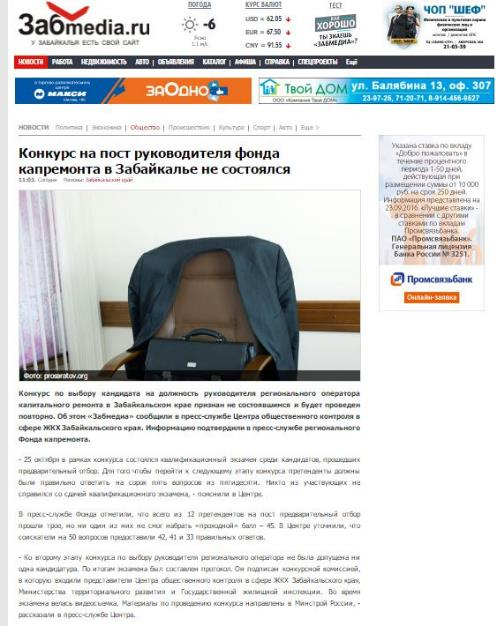 Забmedia.ru
У ЗАБАЙКАЛЬЯ ЕСТЬ СВОЙ САЙТ
ПОГОДА
-6
Ясно
КУРС ВАЛЮТ
USD = 62.05
EUR = 67.50
CNY = 91.55
ТЕСТ
КАК
ХОРОШО
ТЫ ЗНАЕШЬ
«ЗАБМЕДИА»?
ЧОП "ШЕФ"
21-05-59
НОВОСТИ РАБОТА НЕДВИЖИМОСТЬ АВТО ОБЪЯВЛЕНИЯ КАТАЛОГ АФИША СПРАВКА СПЕЦПРОЕКТЫ Ещё
МАКСИ
ЗАОДНО
ТВОЙ ДОМ
ООО "Компания Твой ДОМ"
ул. Балябина 13, оф. 307
23-97-25, 71-20-71, 8-914-456-9527
НОВОСТИ Политика | Экономика | Общество | Происшествия | Культура | Спорт | Авто | Еще >
Конкурс на пост руководителя фонда
капремонта в Забайкалье не состоялся
11:03, Сегодня Регионы: Забайкальский край
Фото: prosaratov.org
Конкурс по выбору кандидата на должность руководителя регионального оператора
капитального ремонта в Забайкальском крае признан не состоявшимся и будет проведен
повторно. Об этом «Забмедиа» сообщили в пресс-службе Центра общественного контроля в
сфере ЖКХ Забайкальского края. Информацию подтвердили в пресс-службе регионального
Фонда капремонта.
- 25 октября в рамках конкурса состоялся квалификационный экзамен среди кандидатов, прошедших
предварительный отбор. Для того чтобы перейти к следующему этапу конкурса претенденты должны
были правильно ответить на сорок пять вопросов из пятидесяти. Никто из участвующих не
справился со сдачей квалификационного экзамена, - пояснили в Центре.
В пресс-службе Фонда отметили, что всего из 12 претендентов на пост предварительный отбор
прошли трое, но ни один из них не смог набрать «проходной» балл – 45. В Центре уточнили, что
соискатели на 50 вопросов предоставили 42, 41 и 33 правильных ответов.
- Ко второму этапу конкурса по выбору руководителя регионального оператора не была допущена ни
одна кандидатура. По итогам экзамена был составлен протокол. Он подписан конкурсной комиссией,
в которую входили представители Центра общественного контроля в сфере ЖКХ Забайкальского края,
Министерства территориального развития и Государственной жилищной инспекции. Во время
экзамена велась видеосъемка. Материалы по проведению конкурса направлены в Минстрой России, -
рассказали в пресс-службе Центра.
Указана ставка по вкладу
«Добро пожаловать» в
течение процентного
периода 1-50 дней,
действующая при
размещении суммы от 10 000
руб. на срок 250 дней.
Информация представлена на
23.09.2016. «Лучшие ставки» -
в сравнении с другими
ставками по вкладам
Промсвязьбанк.
ПАО «Промсвязьбанк».
Генеральная лицензия
Банка России № 3251.
Промсвязьбанк
Онлайн-заявка